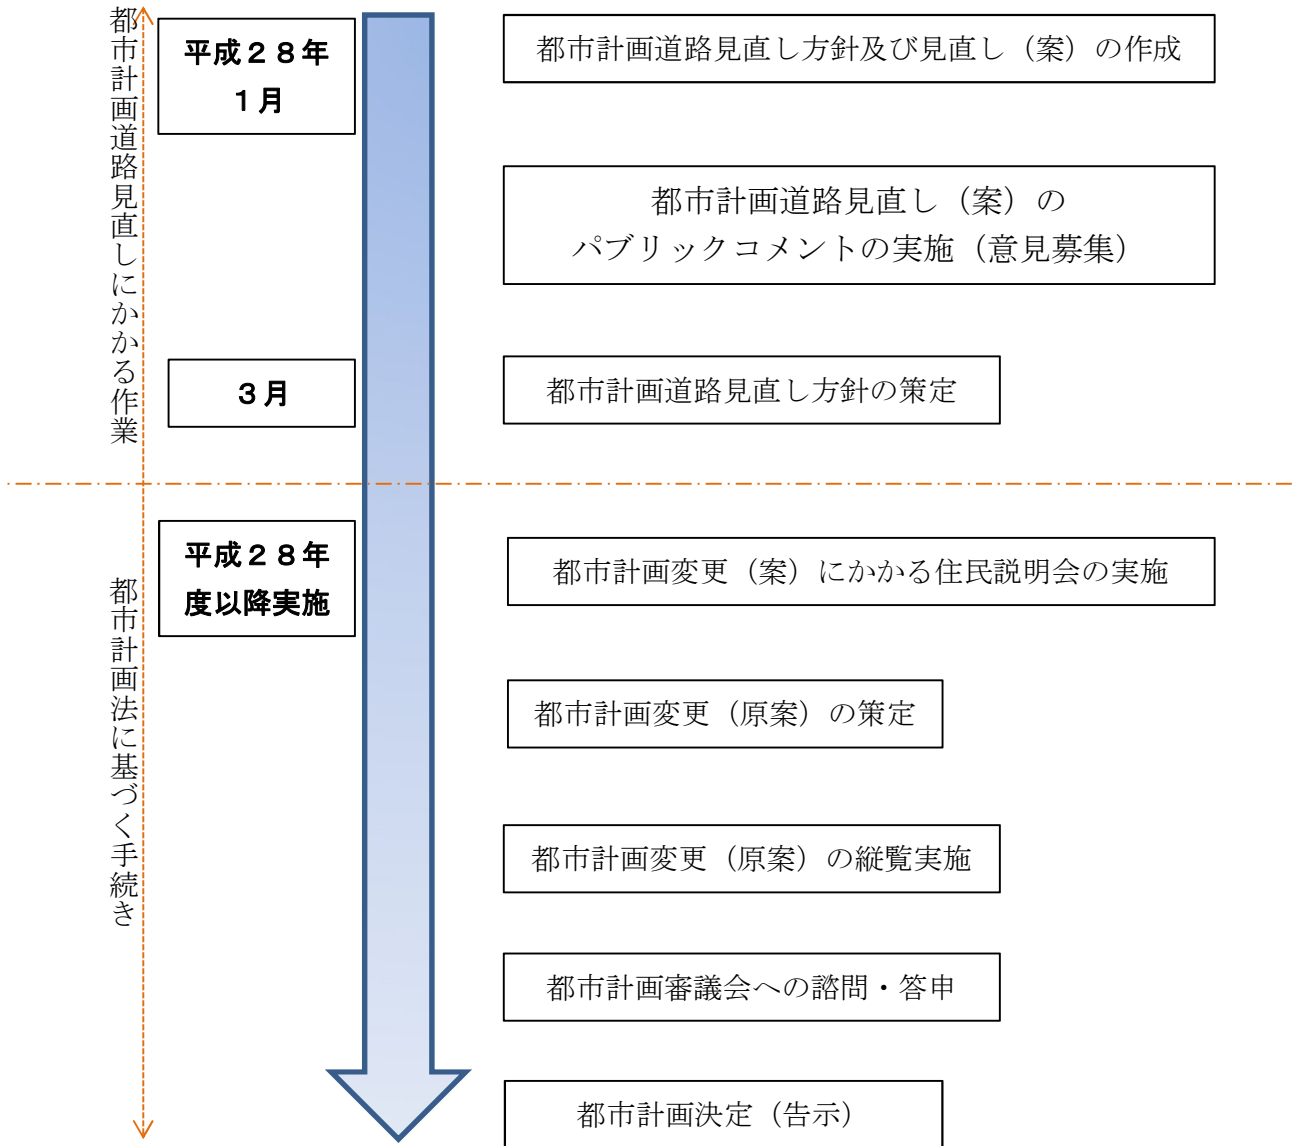 都市計画道路見直しにかかる作業
平成２８年
１月
都市計画道路見直し方針及び見直し（案）の作成
都市計画道路見直し（案）の
パブリックコメントの実施（意見募集）
３月
都市計画道路見直し方針の策定
都市計画法に基づく手続き
平成２８年
度以降実施
都市計画変更（案）にかかる住民説明会の実施
都市計画変更（原案）の策定
都市計画変更（原案）の縦覧実施
都市計画審議会への諮問・答申
都市計画決定（告示）